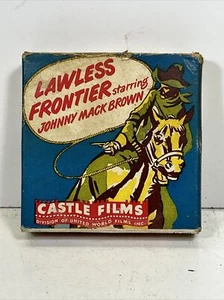 LAWLESS
FRONTIER starring
JOHNNY MACK BROWN
CASTLE FILMS
DIVISION OF UNITED WORLD FILMS, INC.